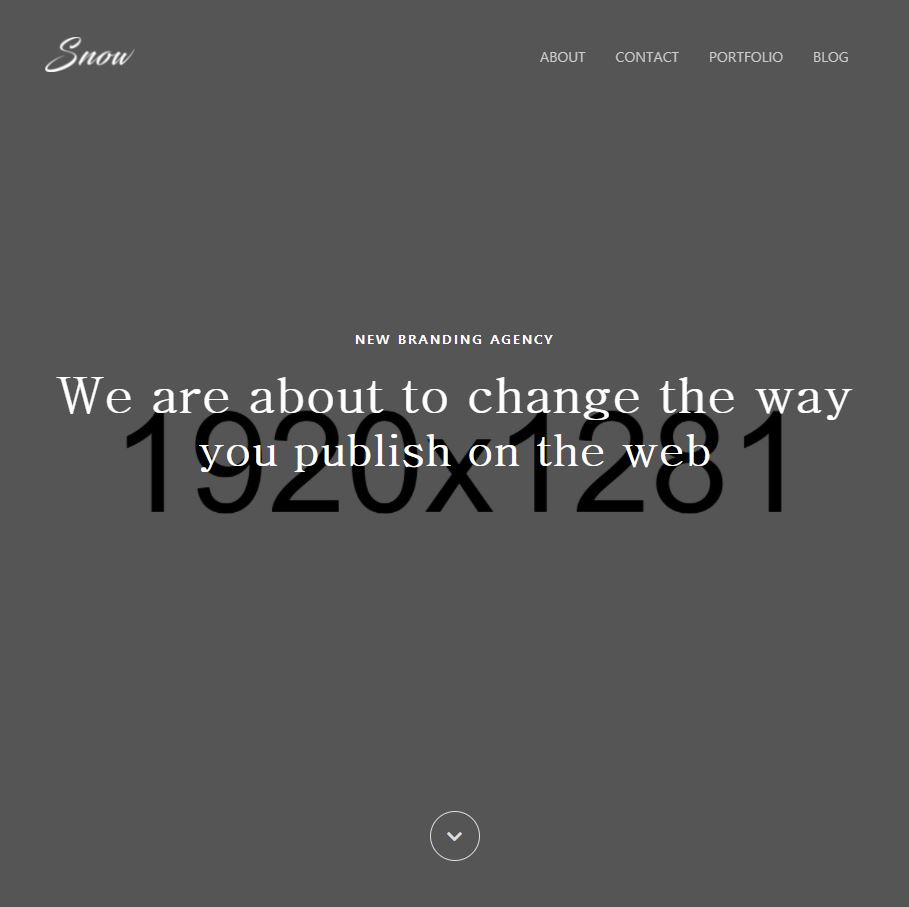 Snow
ABOUT CONTACT PORTFOLIO BLOG
NEW BRANDING AGENCY
We are about to change the way
you publish on the web
1920x1281